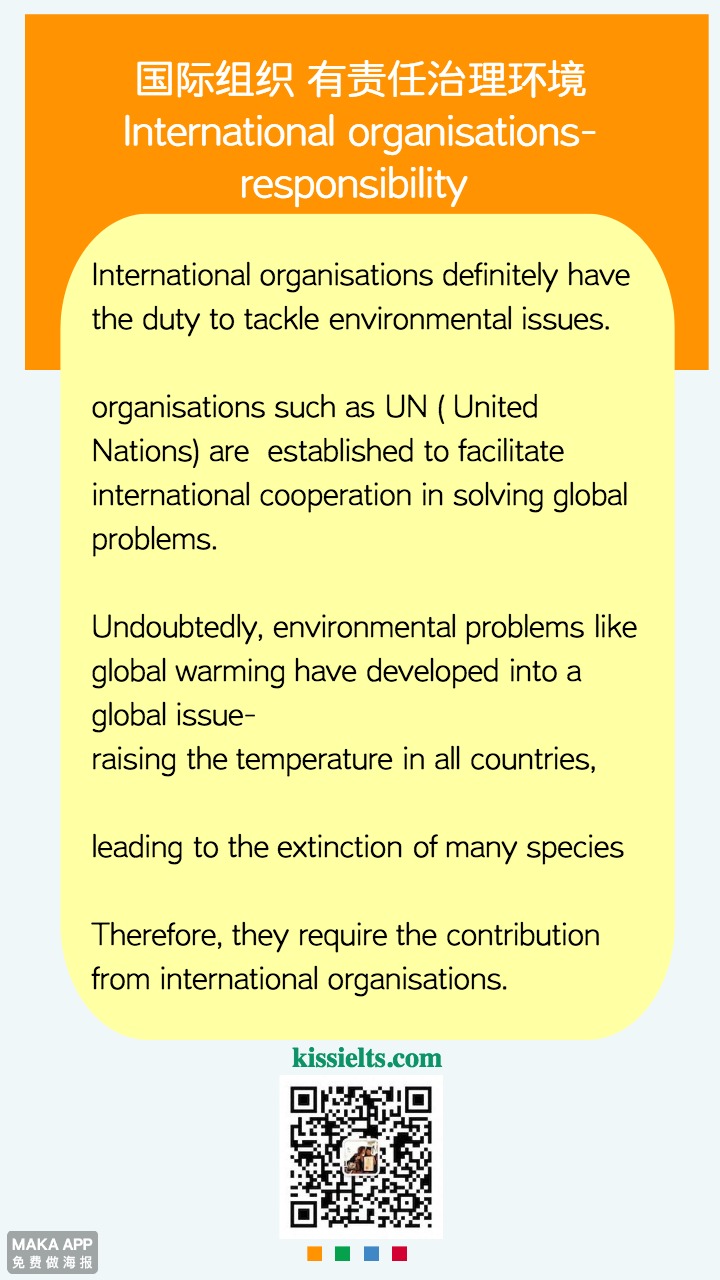 国际组织 有责任治理环境
International organisations-
responsibility
International organisations definitely have
the duty to tackle environmental issues.
organisations such as UN ( United
Nations) are  established to facilitate
international cooperation in solving global
problems.
Undoubtedly, environmental problems like
global warming have developed into a
global issue-
raising the temperature in all countries,
leading to the extinction of many species
Therefore, they require the contribution
from international organisations.
kissielts.com
MAKA APP
免费做海报